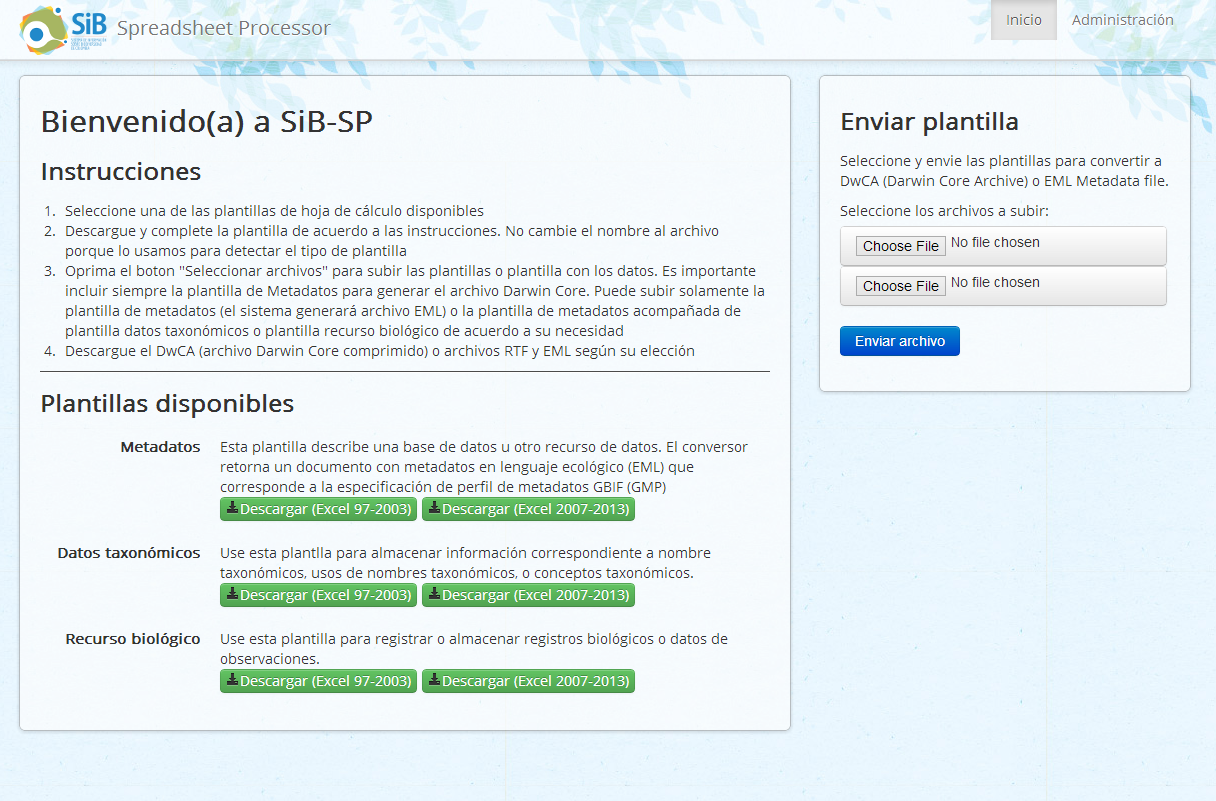 SiB Spreadsheet Processor
Inicio Administración
Bienvenido(a) a SiB-SP
Instrucciones
1. Seleccione una de las plantillas de hoja de cálculo disponibles
2. Descargue y complete la plantilla de acuerdo a las instrucciones. No cambie el nombre al archivo
porque lo usamos para detectar el tipo de plantilla
3. Oprima el boton "Seleccionar archivos" para subir las plantillas o plantilla con los datos. Es importante
incluir siempre la plantilla de Metadatos para generar el archivo Darwin Core. Puede subir solamente la
plantilla de metadatos (el sistema generará archivo EML) o la plantilla de metadatos acompañada de
plantilla datos taxonómicos o plantilla recurso biológico de acuerdo a su necesidad
4. Descargue el DwCA (archivo Darwin Core comprimido) o archivos RTF y EML según su elección
Plantillas disponibles
Metadatos
Esta plantilla describe una base de datos u otro recurso de datos. El conversor
retorna un documento con metadatos en lenguaje ecológico (EML) que
corresponde a la especificación de perfil de metadatos GBIF (GMP)
Descargar (Excel 97-2003) Descargar (Excel 2007-2013)
Datos taxonómicos
Use esta plantlla para almacenar información correspondiente a nombre
taxonómicos, usos de nombres taxonómicos, o conceptos taxonómicos.
Descargar (Excel 97-2003) Descargar (Excel 2007-2013)
Recurso biológico
Use esta plantilla para registrar o almacenar registros biológicos o datos de
observaciones.
Descargar (Excel 97-2003) Descargar (Excel 2007-2013)
Enviar plantilla
Seleccione y envie las plantillas para convertir a
DwCA (Darwin Core Archive) o EML Metadata file.
Seleccione los archivos a subir:
Choose File No file chosen
Choose File No file chosen
Enviar archivo